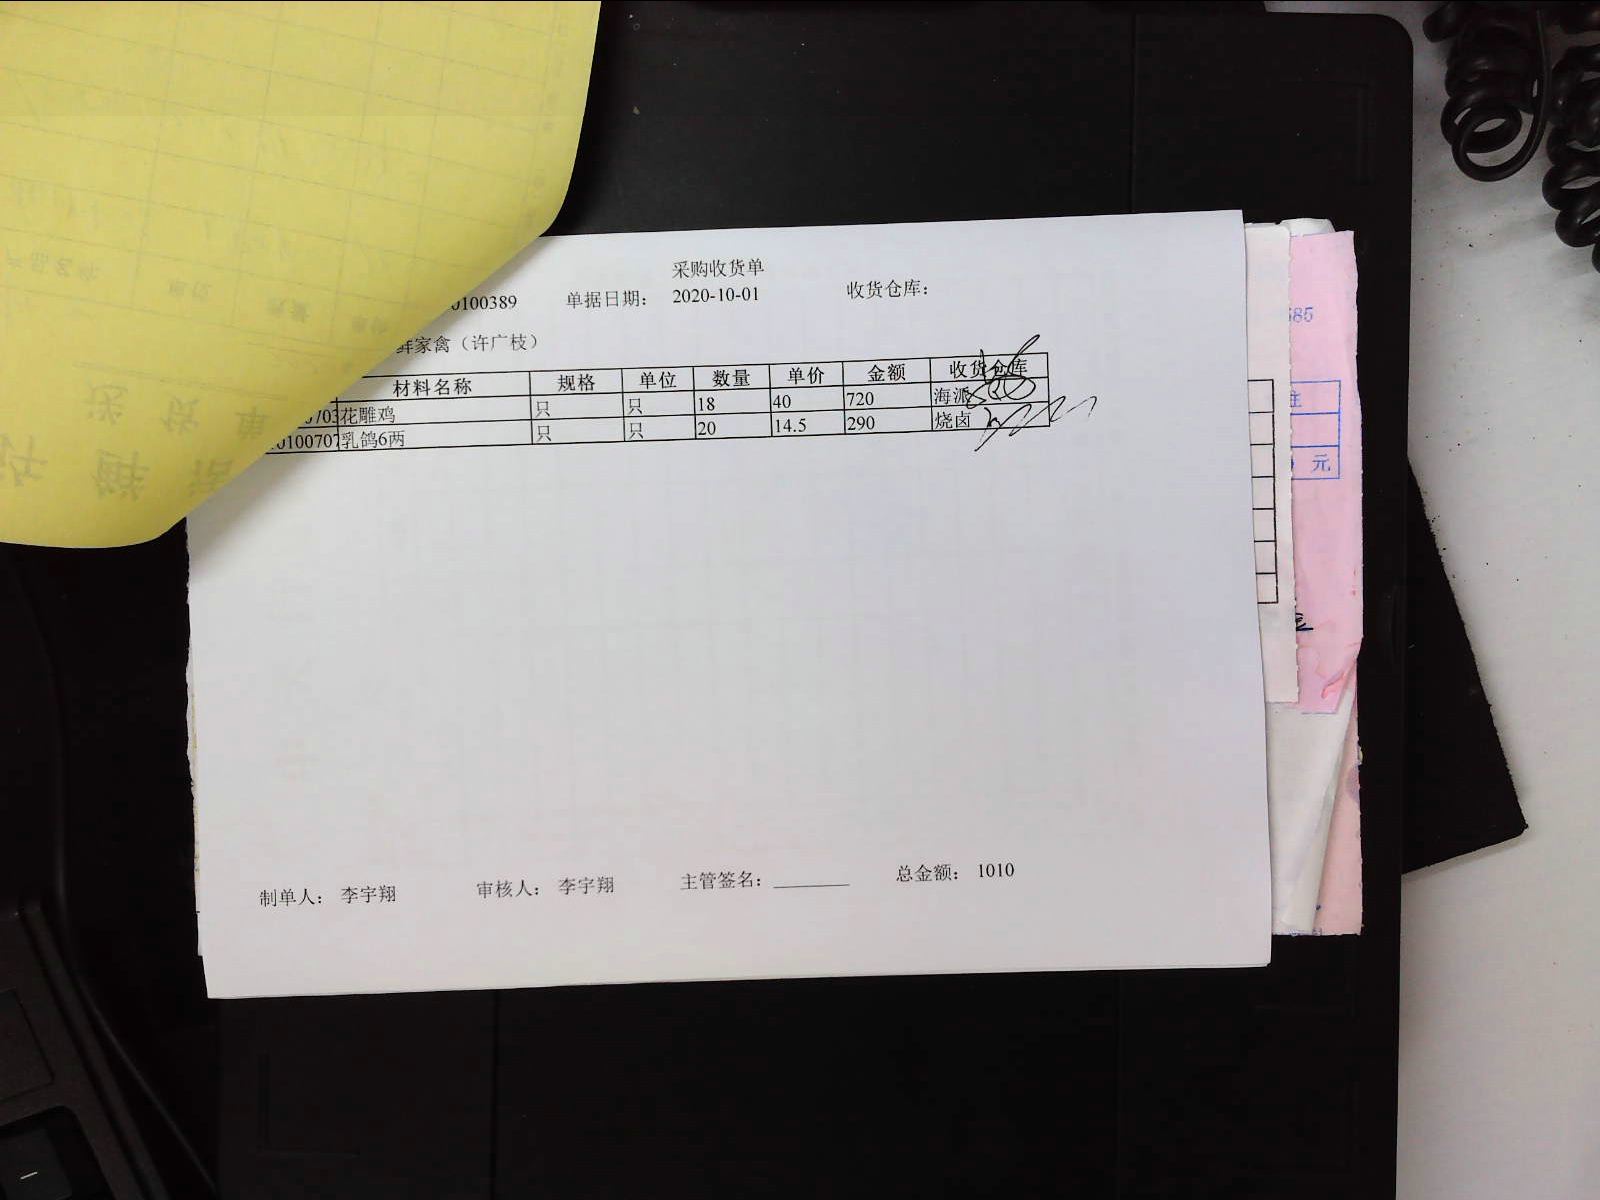 采购收货单
0100389 单据日期： 2020-10-01 收货仓库：
鲜家禽（许广枝）
材料名称 规格 单位 数量 单价 金额 收货仓库
0703 花雕鸡 只 只 18 40 720 海派
0100707 乳鸽6两 只 只 20 14.5 290 烧卤
制单人： 李宇翔 审核人： 李宇翔 主管签名： 总金额： 1010
585
注
元